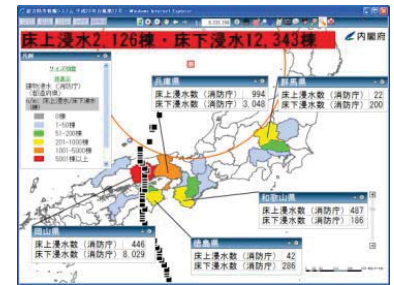 床上浸水2,126棟・床下浸水12,343棟
内閣府
凡例
0棟
1-50棟
51-200棟
201-1000棟
1001-5000棟
5001棟以上
兵庫県
床上浸水数（消防庁） 994
床下浸水数（消防庁） 3,048
群馬県
床上浸水数（消防庁） 22
床下浸水数（消防庁） 200
和歌山県
床上浸水数（消防庁） 487
床下浸水数（消防庁） 186
岡山県
床上浸水数（消防庁） 446
床下浸水数（消防庁） 8,029
徳島県
床上浸水数（消防庁） 42
床下浸水数（消防庁） 286